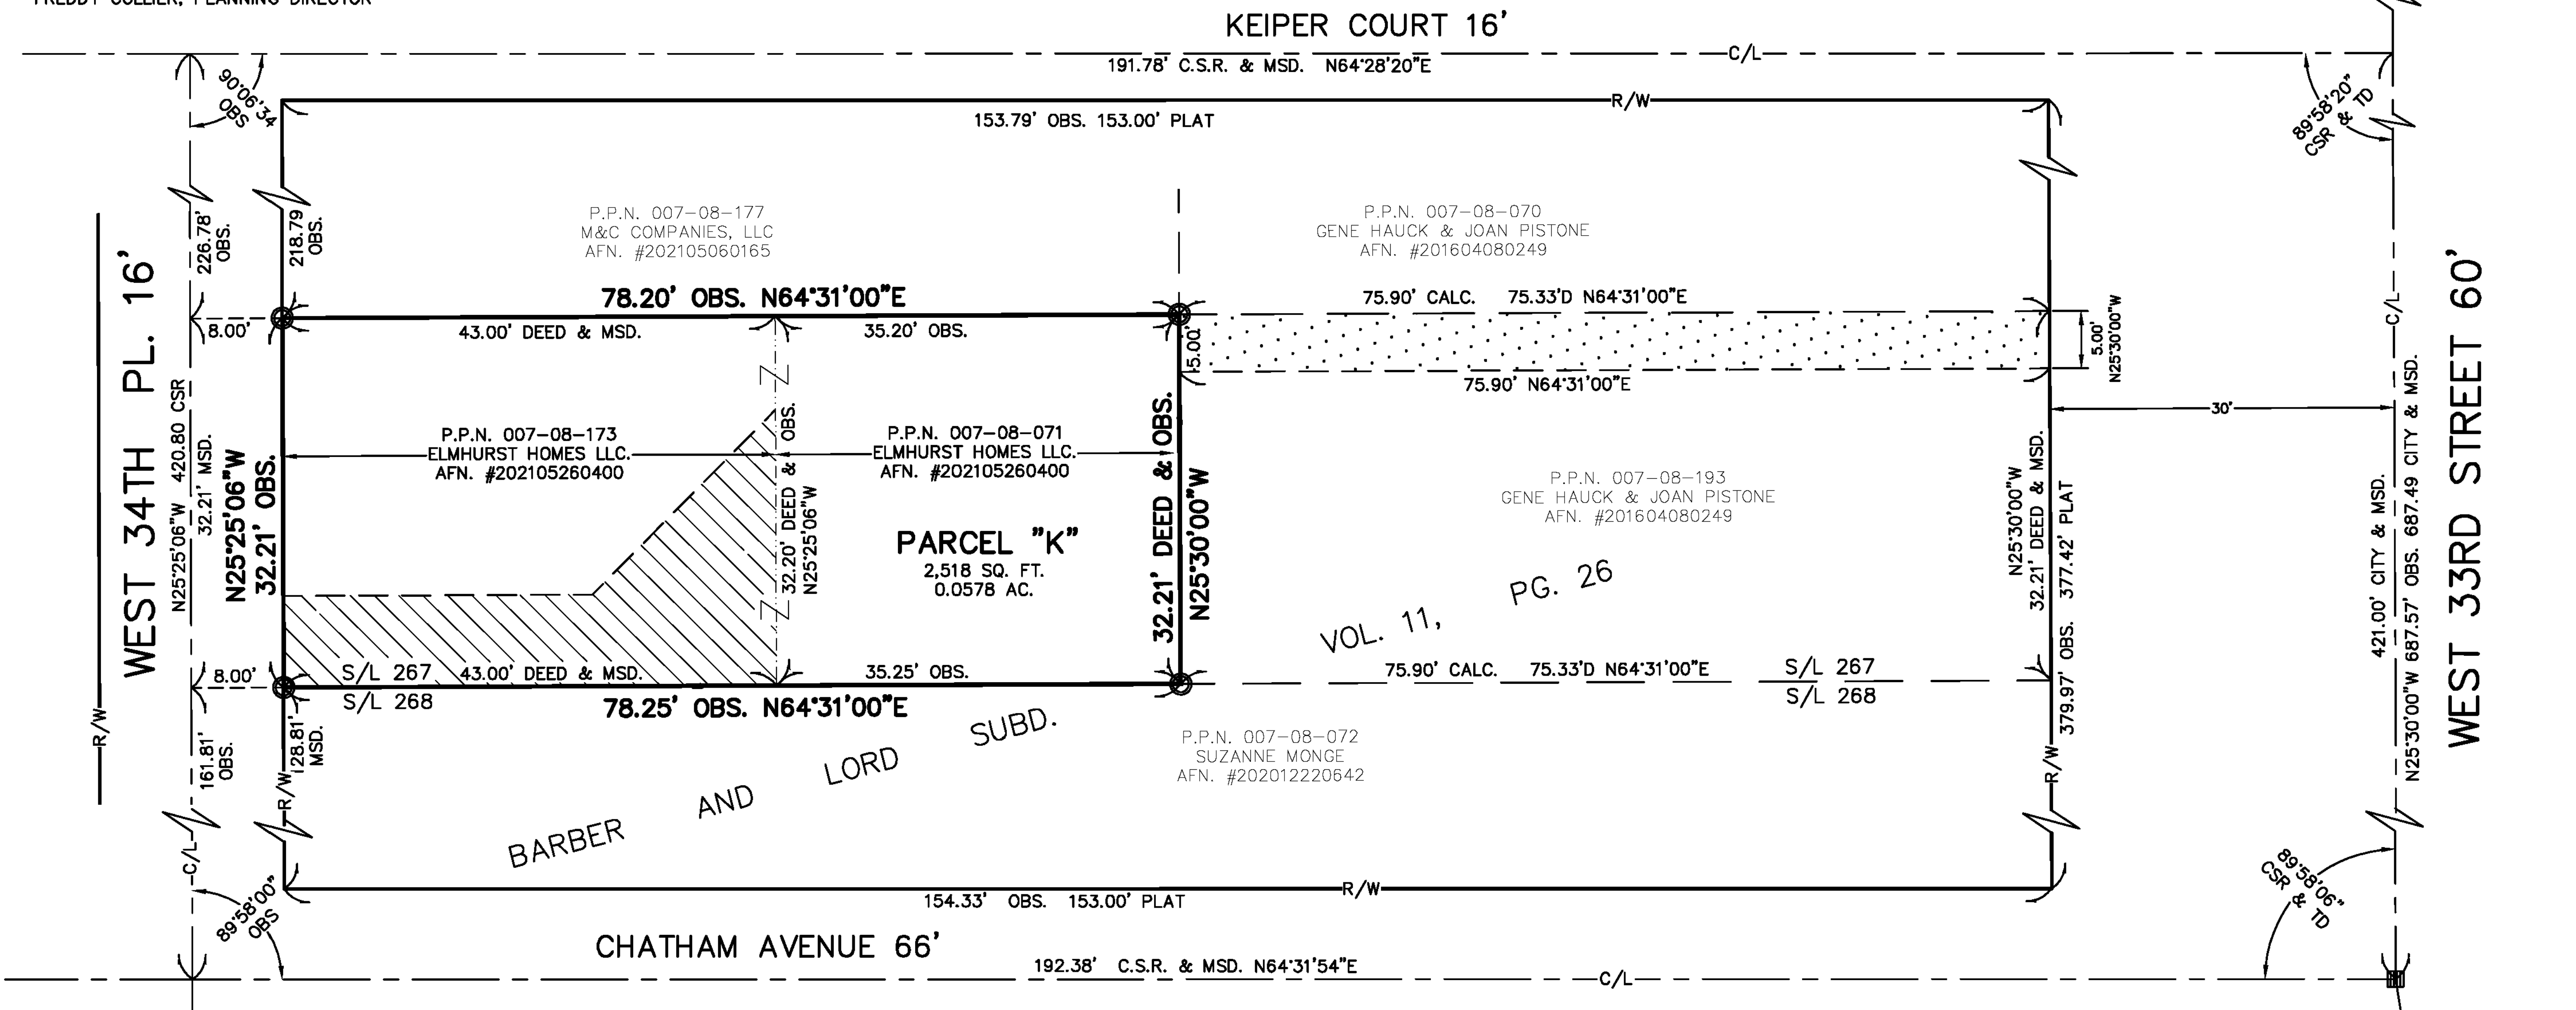 KEIPER COURT 16'
C/L
191.78' C.S.R. & MSD. N64°28'20"E
90°06'34
OBS
89°58'20"
CSR & TD
R/W
153.79' OBS. 153.00' PLAT
226.78'
OBS.
218.79
OBS.
P.P.N. 007-08-177
M&C COMPANIES, LLC
AFN. #202105060165
P.P.N. 007-08-070
GENE HAUCK & JOAN PISTONE
AFN. #201604080249
78.20' OBS. N64°31'00"E
75.90' CALC. 75.33'D N64°31'00"E
8.00'
43.00' DEED & MSD.
35.20' OBS.
5.00'
5.00'
N25°30'00"W
75.90' N64°31'00"E
30'
WEST 34TH PL. 16'
N25°25'06"W 420.80 CSR
32.21' MSD.
N25°25'06"W
32.21' OBS.
P.P.N. 007-08-173
ELMHURST HOMES LLC.
AFN. #202105260400
32.20' DEED & OBS.
N25°25'06"W
P.P.N. 007-08-071
ELMHURST HOMES LLC.
AFN. #202105260400
PARCEL "K"
2,518 SQ. FT.
0.0578 AC.
32.21' DEED & OBS.
N25°30'00"W
P.P.N. 007-08-193
GENE HAUCK & JOAN PISTONE
AFN. #201604080249
N25°30'00"W
32.21' DEED & MSD.
379.97' OBS. 377.42' PLAT
C/L
421.00' CITY & MSD.
N25°30'00"W 687.57' OBS. 687.49 CITY & MSD.
WEST 33RD STREET 60'
VOL. 11, PG. 26
8.00'
S/L 267
43.00' DEED & MSD.
35.25' OBS.
75.90' CALC. 75.33'D N64°31'00"E
S/L 267
S/L 268
78.25' OBS. N64°31'00"E
S/L 268
R/W
161.81'
OBS.
128.81'
MSD.
R/W
BARBER AND LORD SUBD.
P.P.N. 007-08-072
SUZANNE MONGE
AFN. #202012220642
R/W
C/L
89°58'00"
OBS
R/W
154.33' OBS. 153.00' PLAT
89°58'06"
CSR & TD
CHATHAM AVENUE 66'
192.38' C.S.R. & MSD. N64°31'54"E
C/L